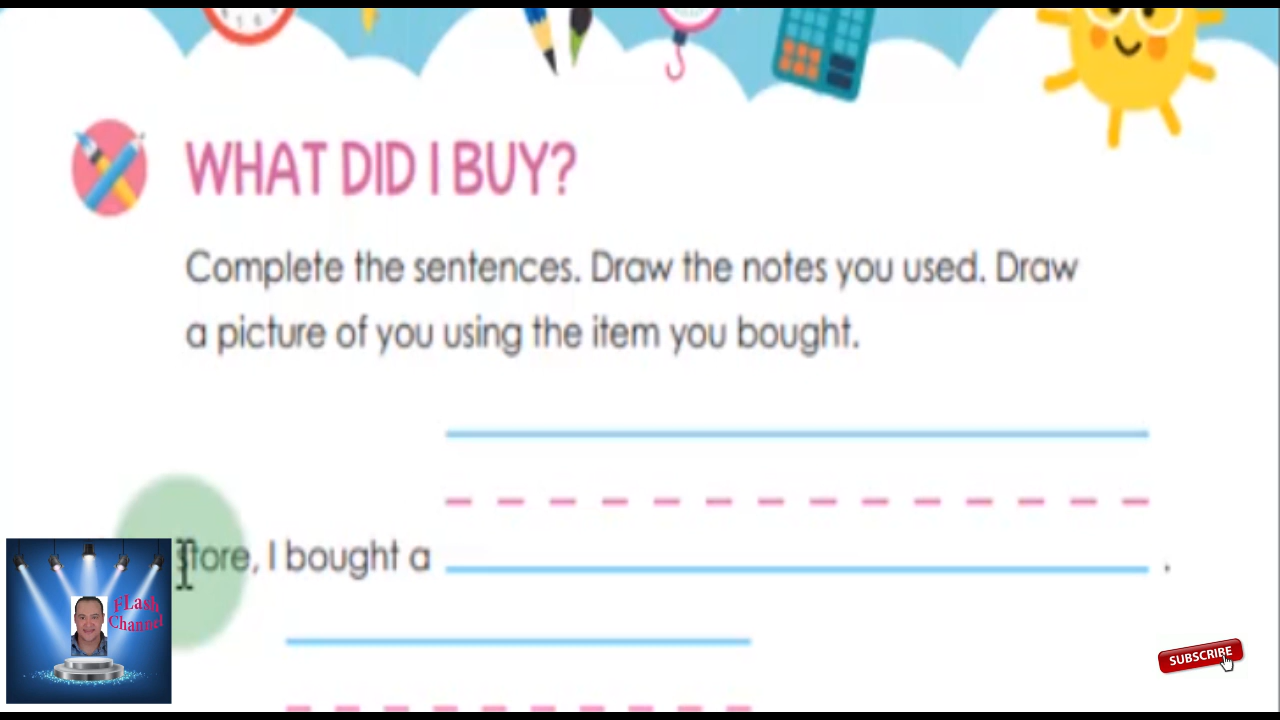 WHAT DID I BUY?
Complete the sentences. Draw the notes you used. Draw
a picture of you using the item you bought.
store, I bought a .
FLash
Channel
SUBSCRIBE